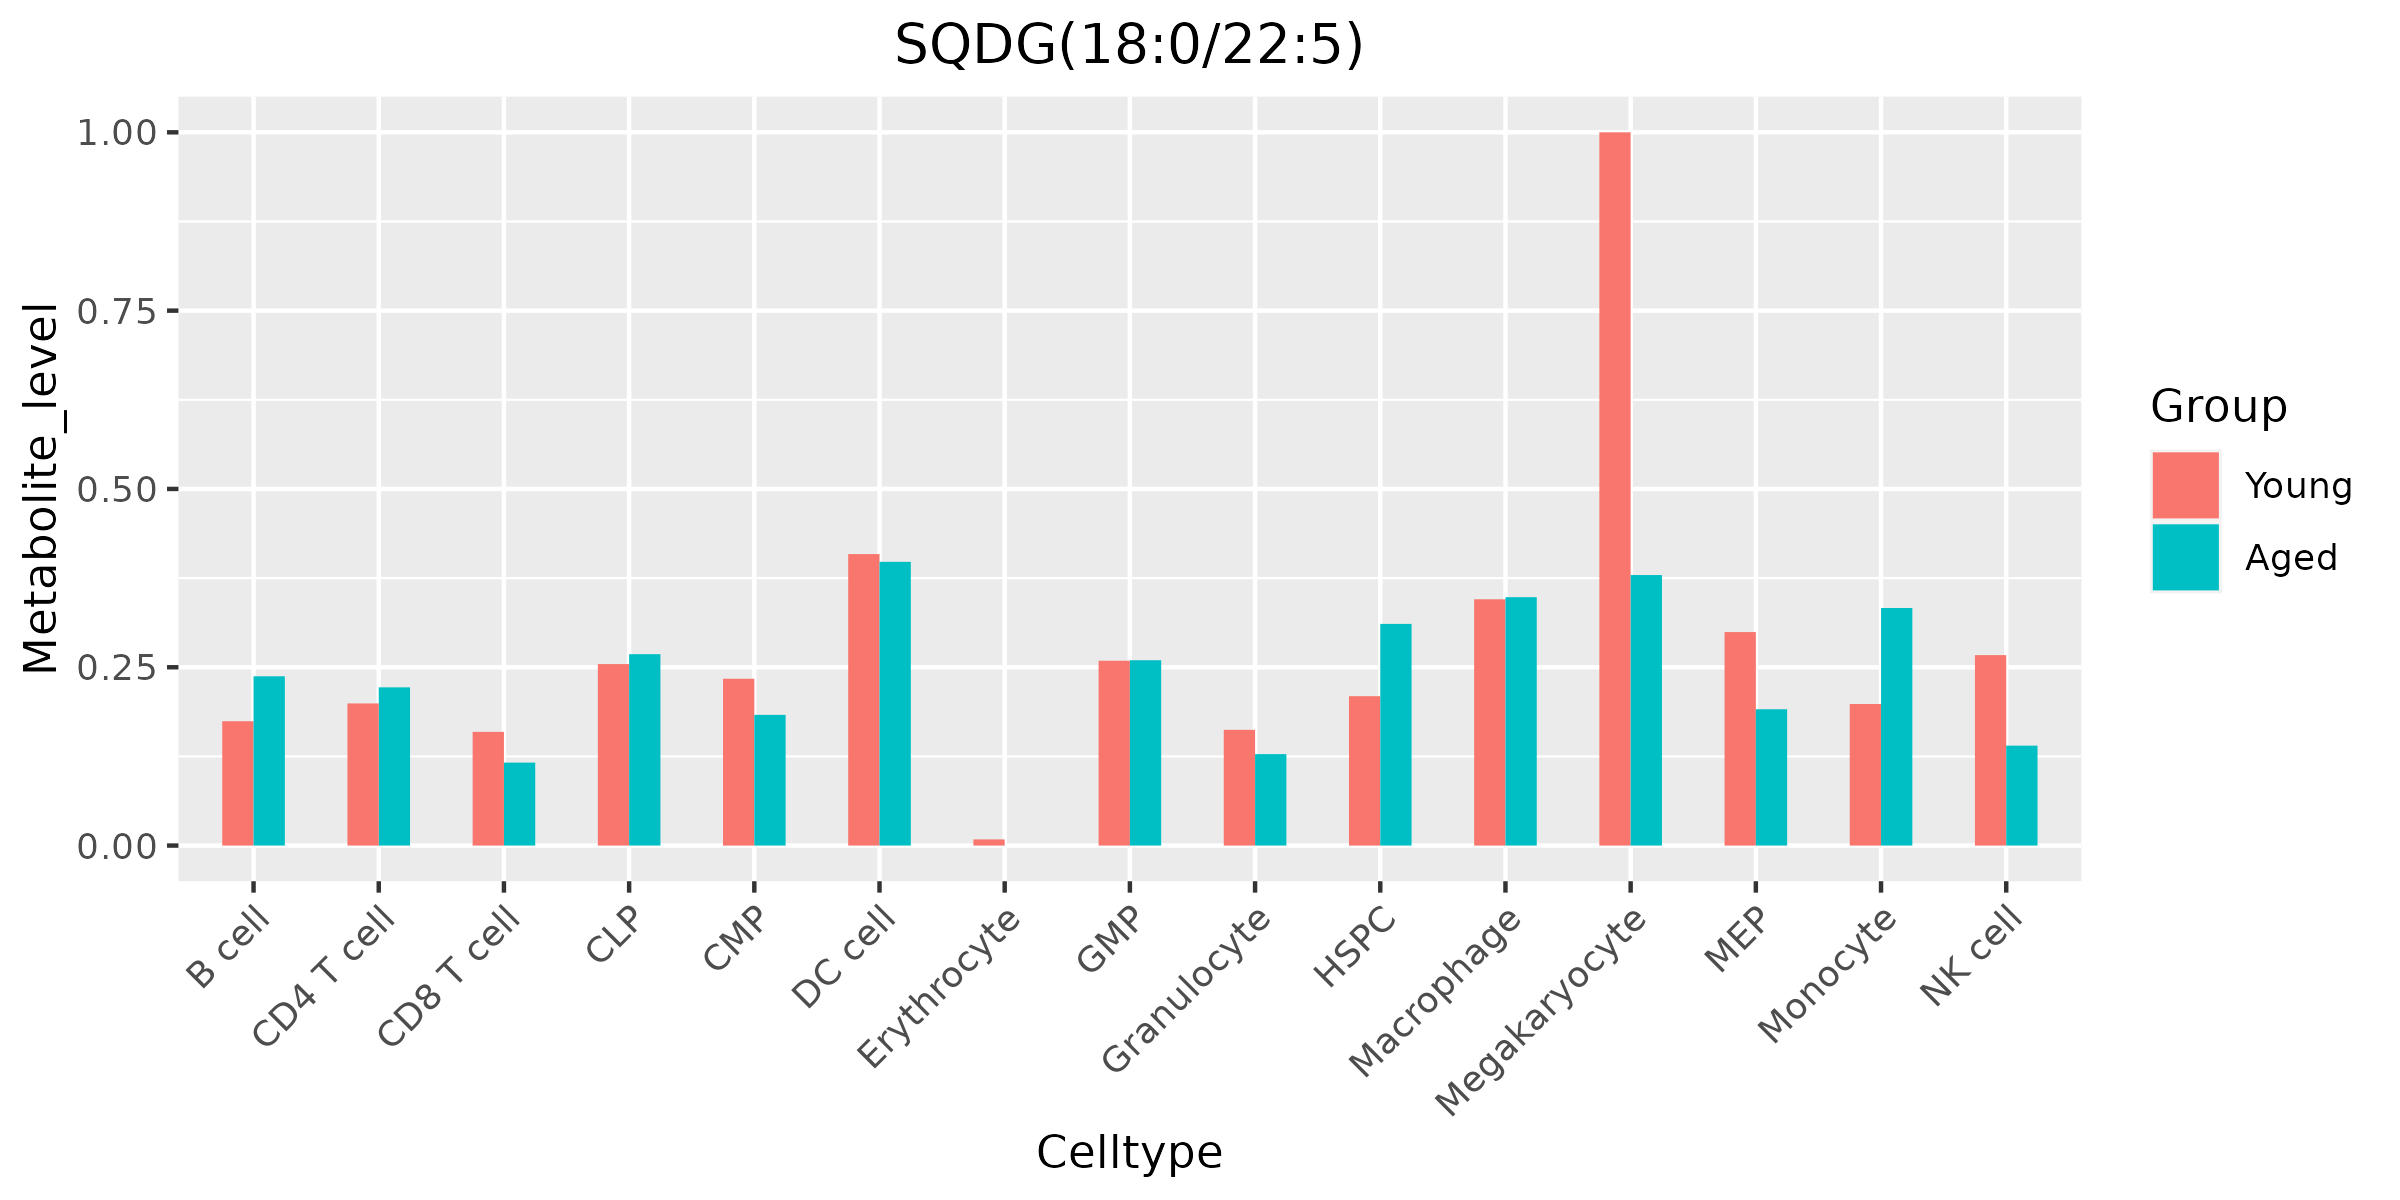 SQDG(18:0/22:5)
Metabolite_level
1.00
0.75
0.50
0.25
0.00
B cell
CD4 T cell
CD8 T cell
CLP
CMP
DC cell
Erythrocyte
GMP
Granulocyte
HSPC
Macrophage
Megakaryocyte
MEP
Monocyte
NK cell
Celltype
Group
Young
Aged